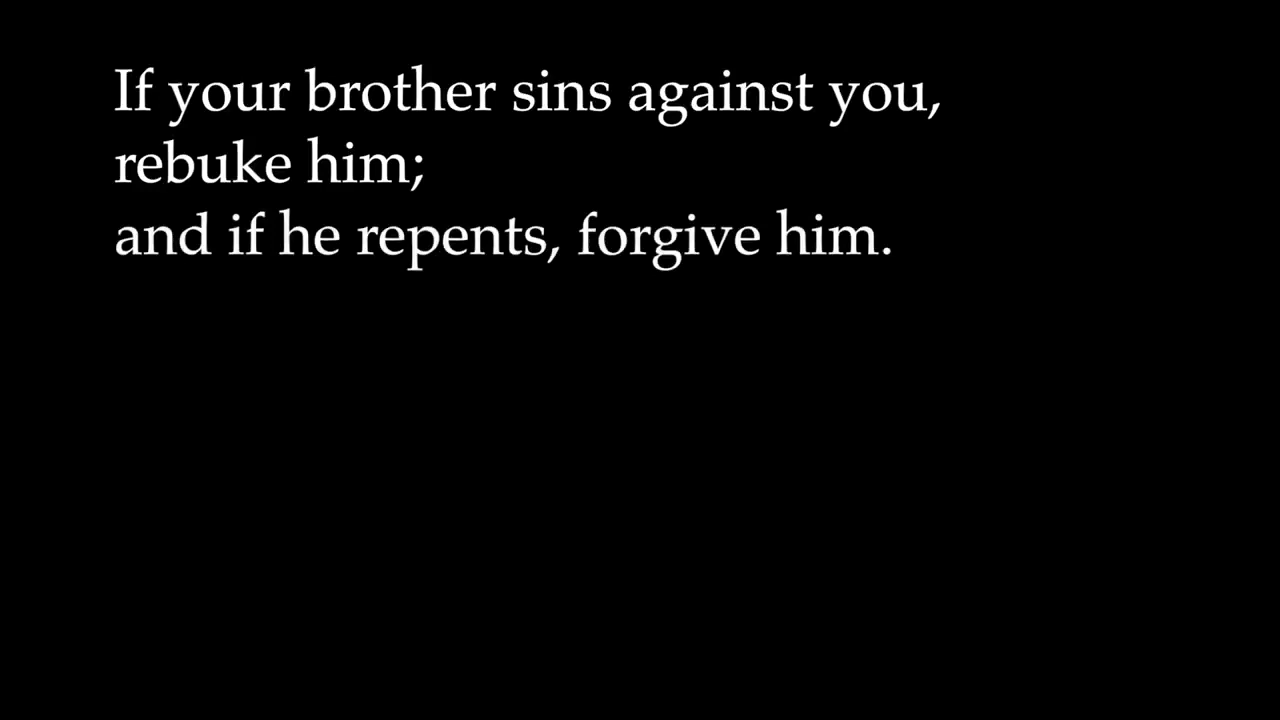 If your brother sins against you,
rebuke him;
and if he repents, forgive him.